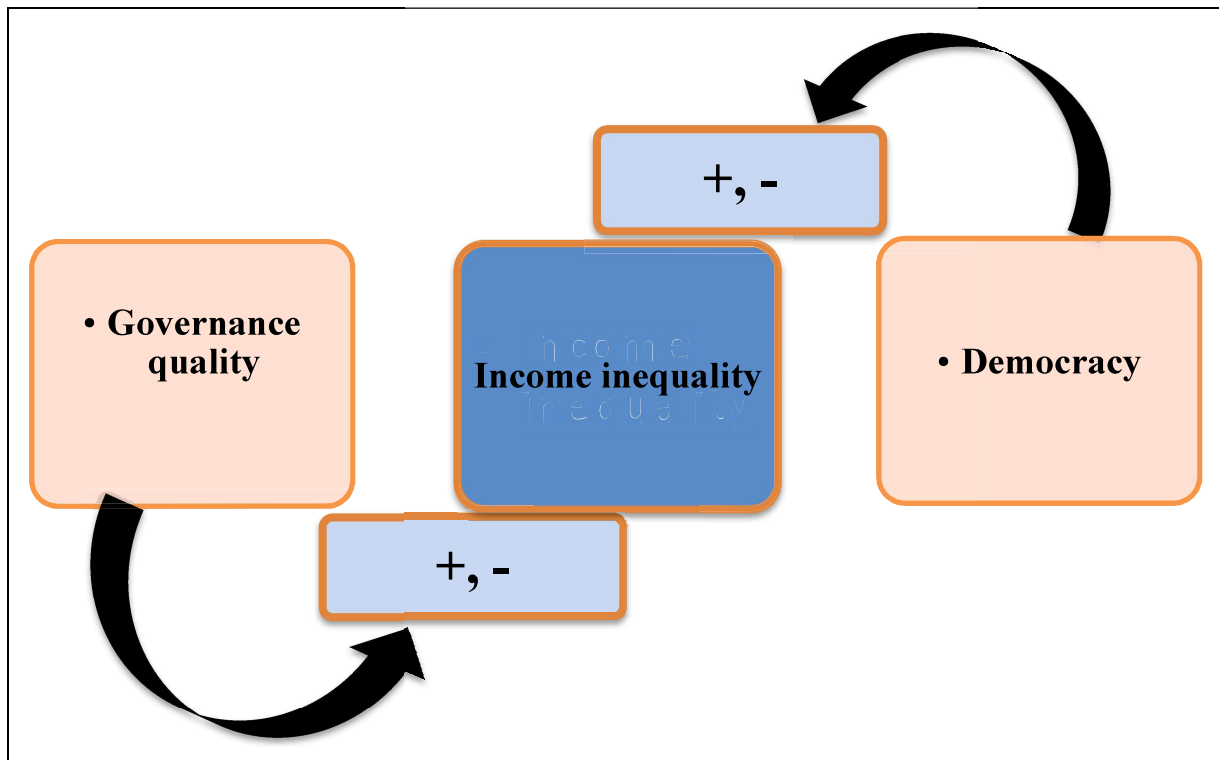 +, -
• Governance
quality
Income inequality
• Democracy
+, -